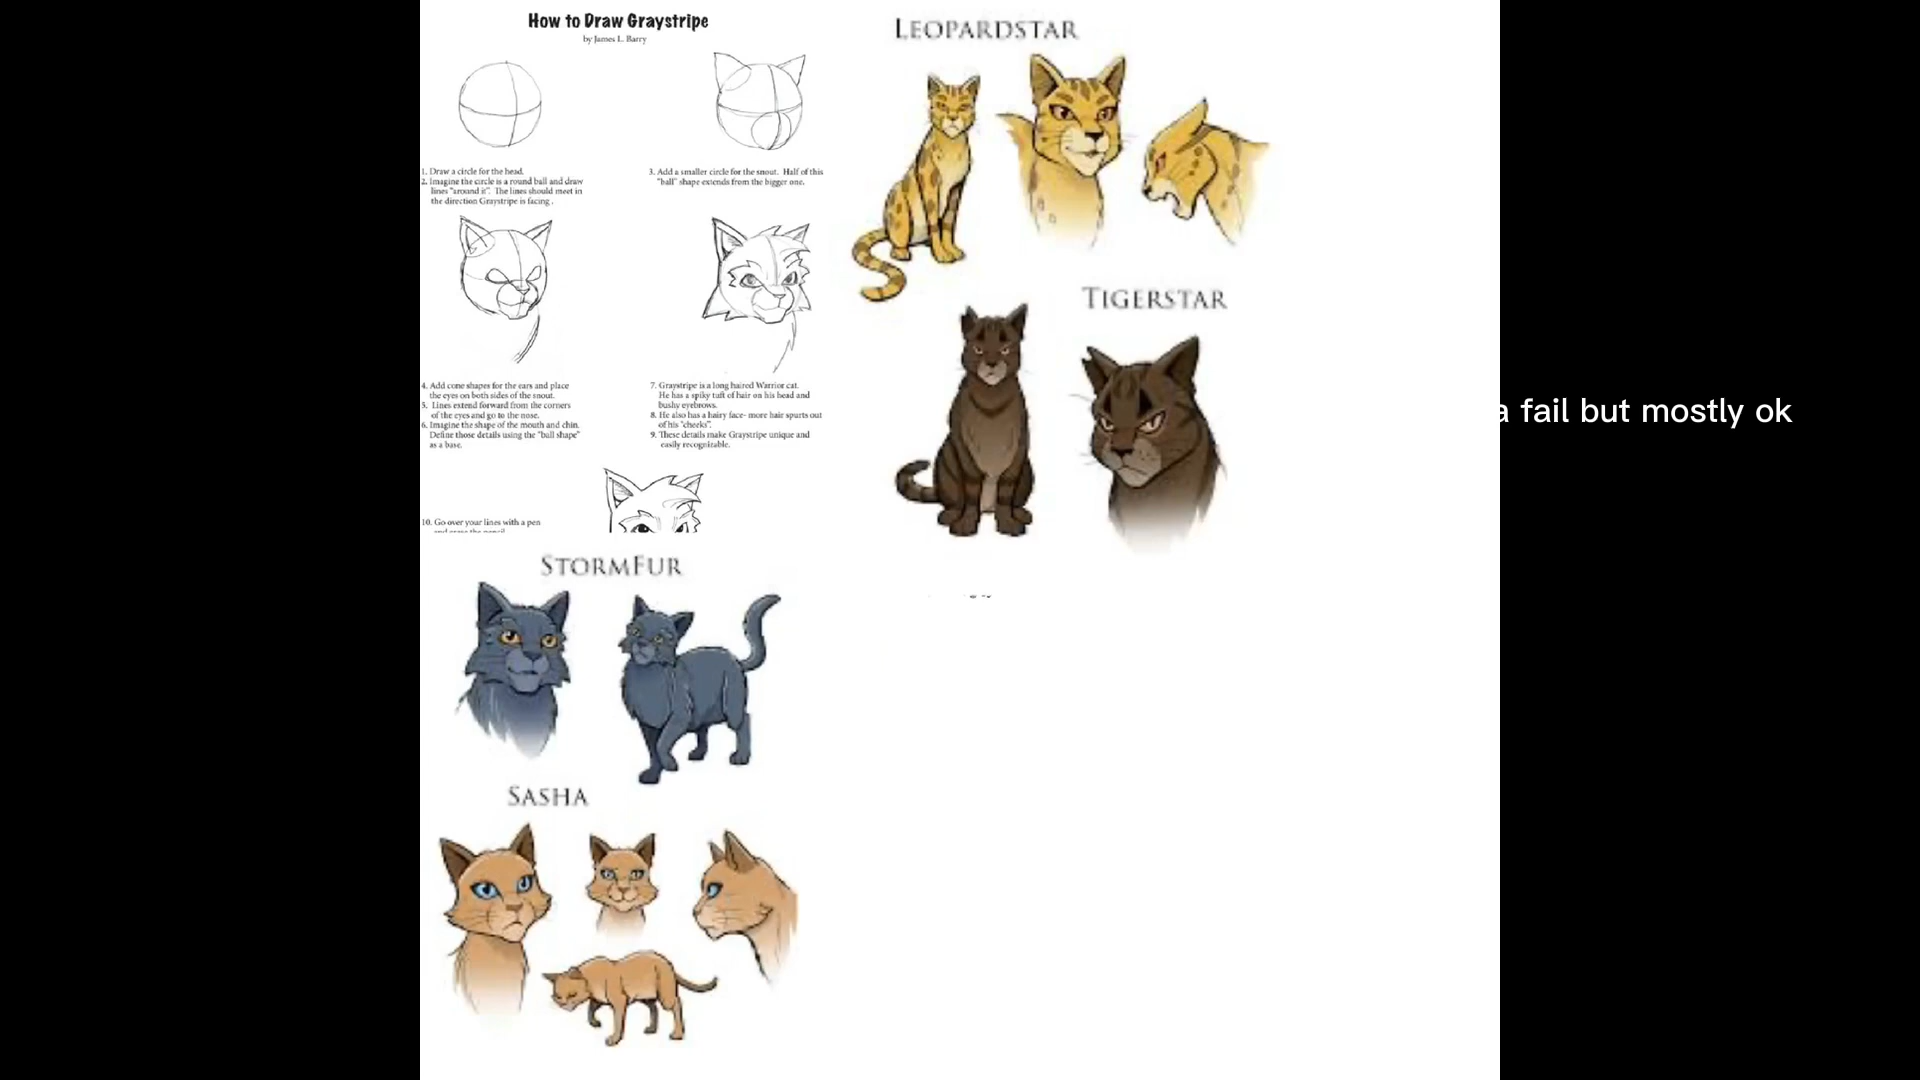 How to Draw Graystripe
by James L. Barry
1. Draw a circle for the head.
2. Imagine the circle is a round ball and draw
lines "around it". The lines should meet in
the direction Graystripe is facing .
3. Add a smaller circle for the snout. Half of this
"ball" shape extends from the bigger one.
4. Add cone shapes for the ears and place
the eyes on both sides of the snout.
5. Lines extend forward from the corners
of the eyes and go to the nose.
6. Imagine the shape of the mouth and chin.
Define those details using the "ball shape"
as a base.
7. Graystripe is a long haired Warrior cat.
He has a spiky tuft of hair on his head and
bushy eyebrows.
8. He also has a hairy face- more hair spurts out
of his "cheeks".
9. These details make Graystripe unique and
easily recognizable.
10. Go over your lines with a pen
and erase the pencil
LEOPARDSTAR
TIGERSTAR
a fail but mostly ok
STORMFUR
SASHA